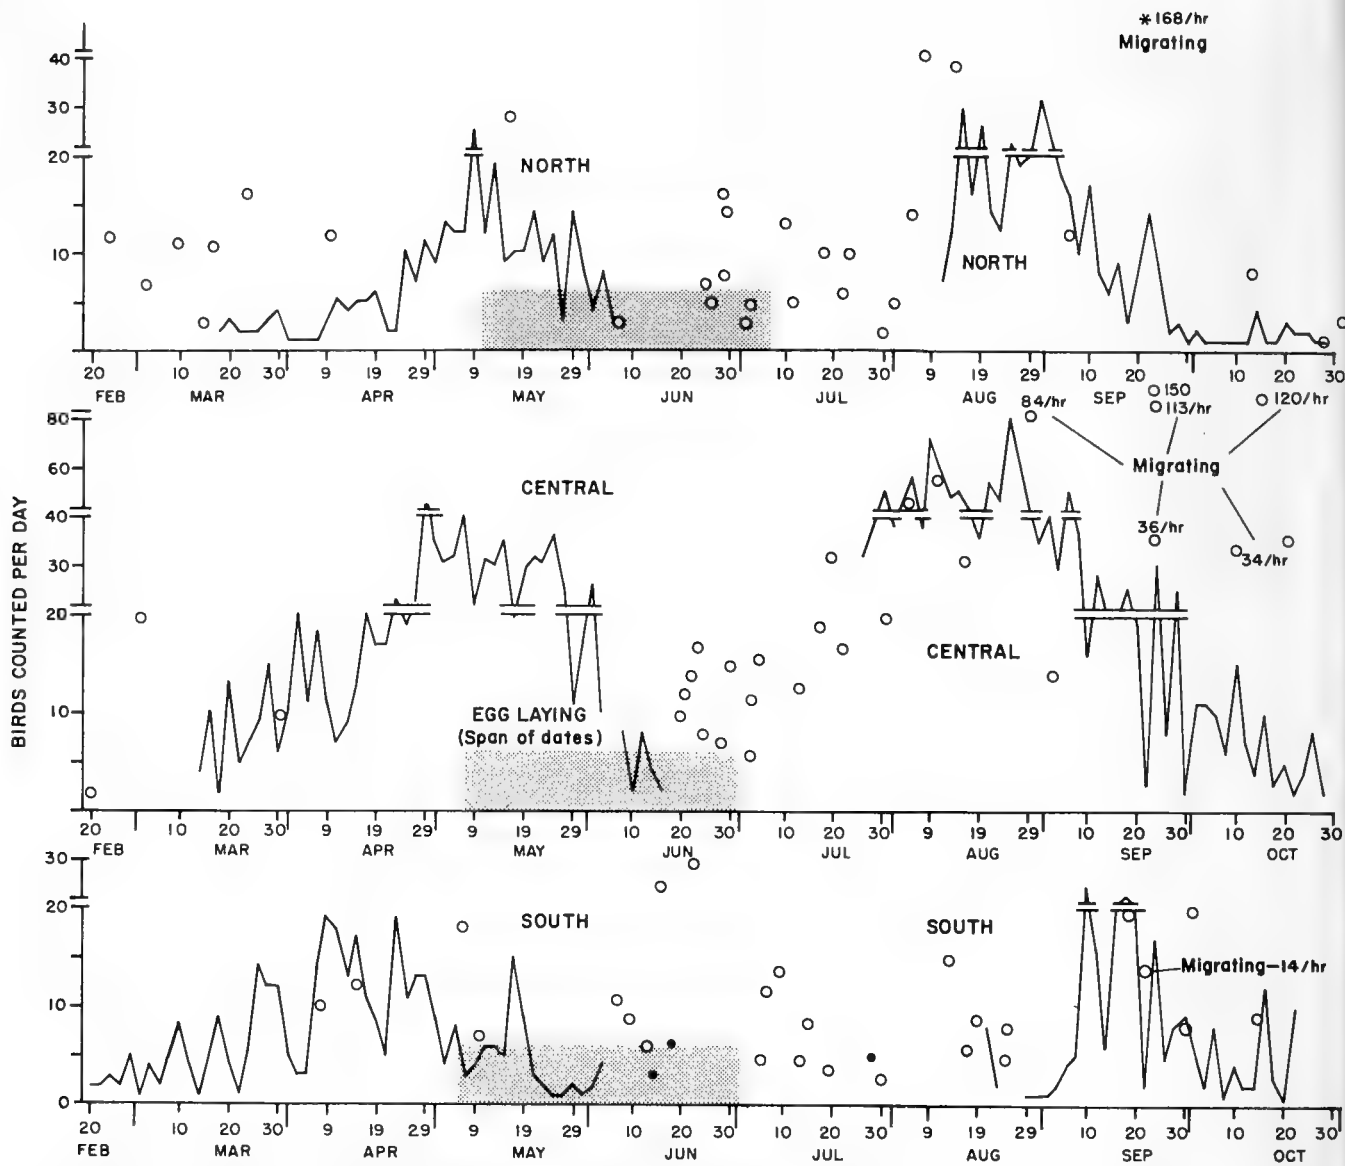 * 168/hr
Migrating
40
30
20
10
NORTH
NORTH
20 10 20 30 9 19 29 9 19 29 10 20 30 10 20 30 9 19 29 10 20 10 20 30
FEB MAR APR MAY JUN JUL AUG SEP
150
113/hr
84/hr
120/hr
Migrating
36/hr
34/hr
BIRDS COUNTED PER DAY
80
60
40
30
20
10
CENTRAL
CENTRAL
EGG LAYING
(Span of dates)
20 10 20 30 9 19 29 9 19 29 10 20 30 10 20 30 9 19 29 10 20 30 10 20 30
FEB MAR APR MAY JUN JUL AUG SEP OCT
30
20
10
0
SOUTH
SOUTH
Migrating-14/hr
20 10 20 30 9 19 29 9 19 29 10 20 30 10 20 30 9 19 29 10 20 30 10 20 30
FEB MAR APR MAY JUN JUL AUG SEP OCT